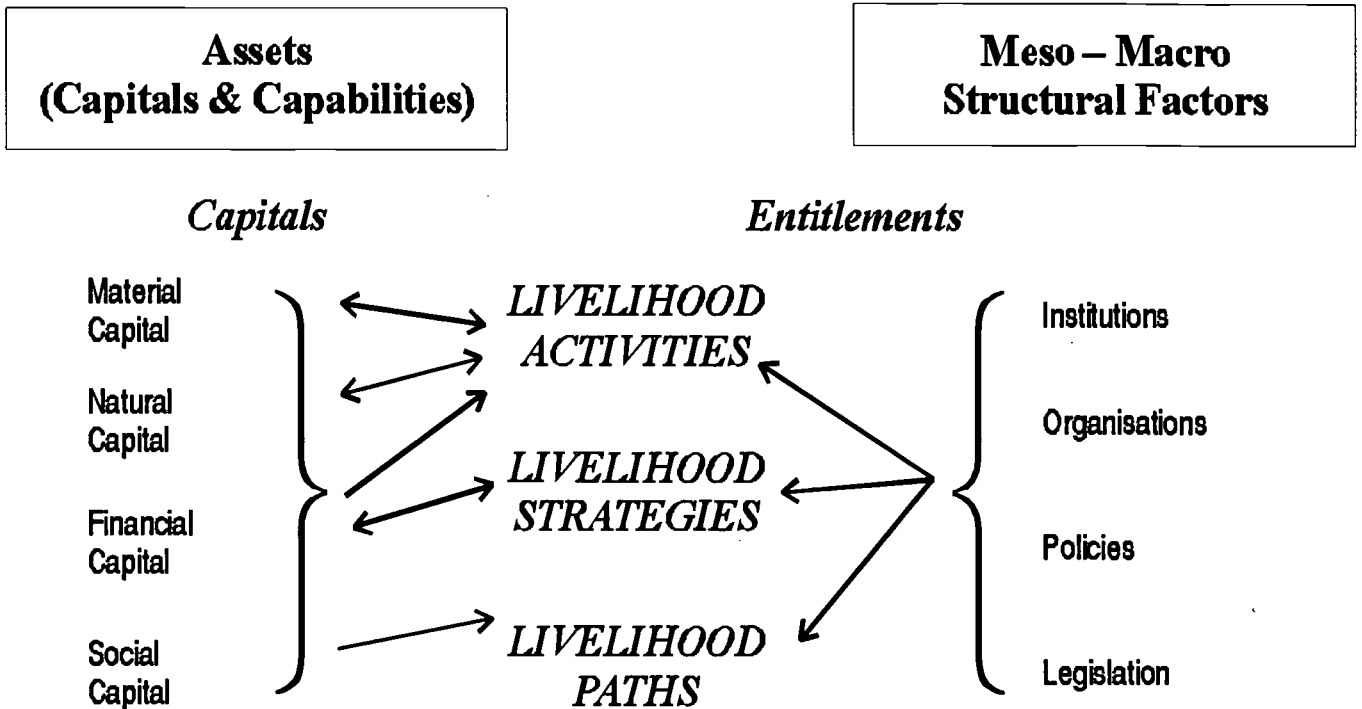 Assets
(Capitals & Capabilities)
Meso – Macro
Structural Factors
Capitals
Entitlements
Material
Capital
Natural
Capital
Financial
Capital
Social
Capital
LIVELIHOOD
ACTIVITIES
LIVELIHOOD
STRATEGIES
LIVELIHOOD
PATHS
Institutions
Organisations
Policies
Legislation